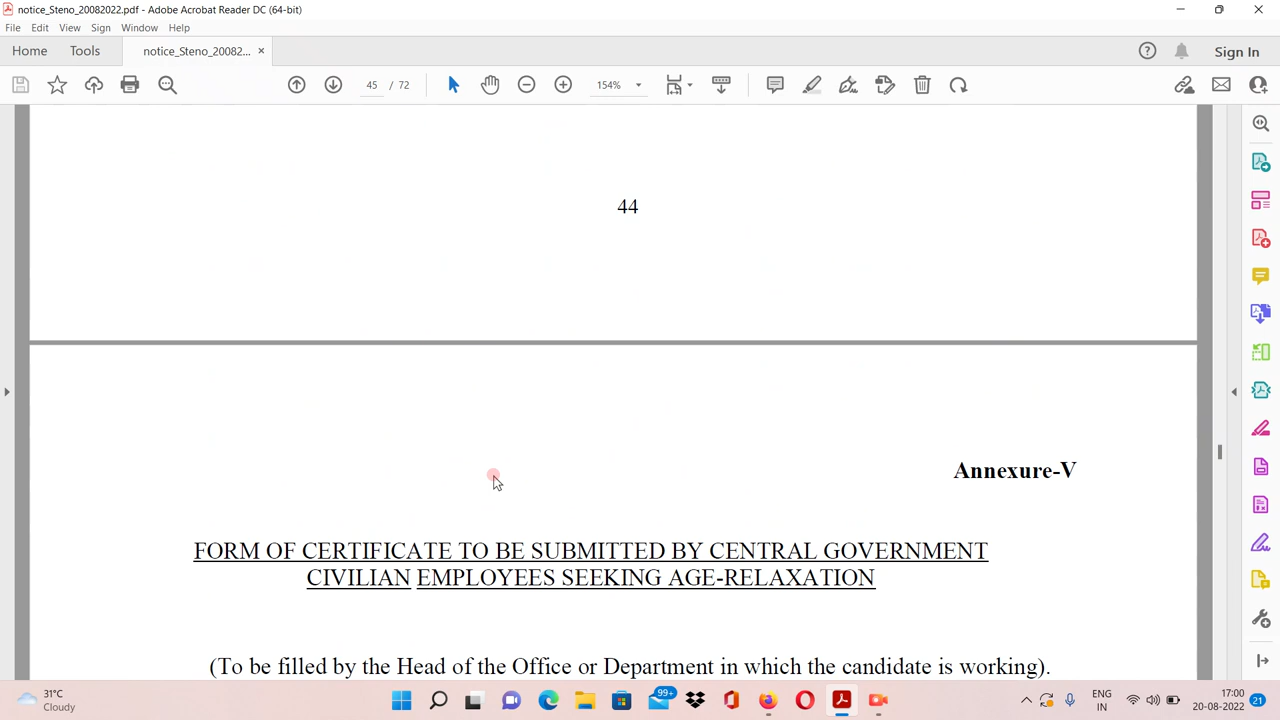 notice_Steno_20082022.pdf - Adobe Acrobat Reader DC (64-bit)
File Edit View Sign Window Help
Home Tools notice_Steno_20082... × Sign In
45 / 72 154%
44
Annexure-V
FORM OF CERTIFICATE TO BE SUBMITTED BY CENTRAL GOVERNMENT
CIVILIAN EMPLOYEES SEEKING AGE-RELAXATION
(To be filled by the Head of the Office or Department in which the candidate is working).
31°C
Cloudy
99+
ENG
IN
17:00
20-08-2022
21